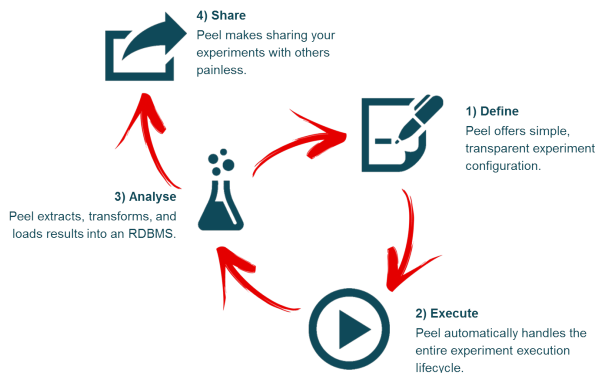 4) Share
Peel makes sharing your
experiments with others
painless.
1) Define
Peel offers simple,
transparent experiment
configuration.
3) Analyse
Peel extracts, transforms, and
loads results into an RDBMS.
2) Execute
Peel automatically handles the
entire experiment execution
lifecycle.